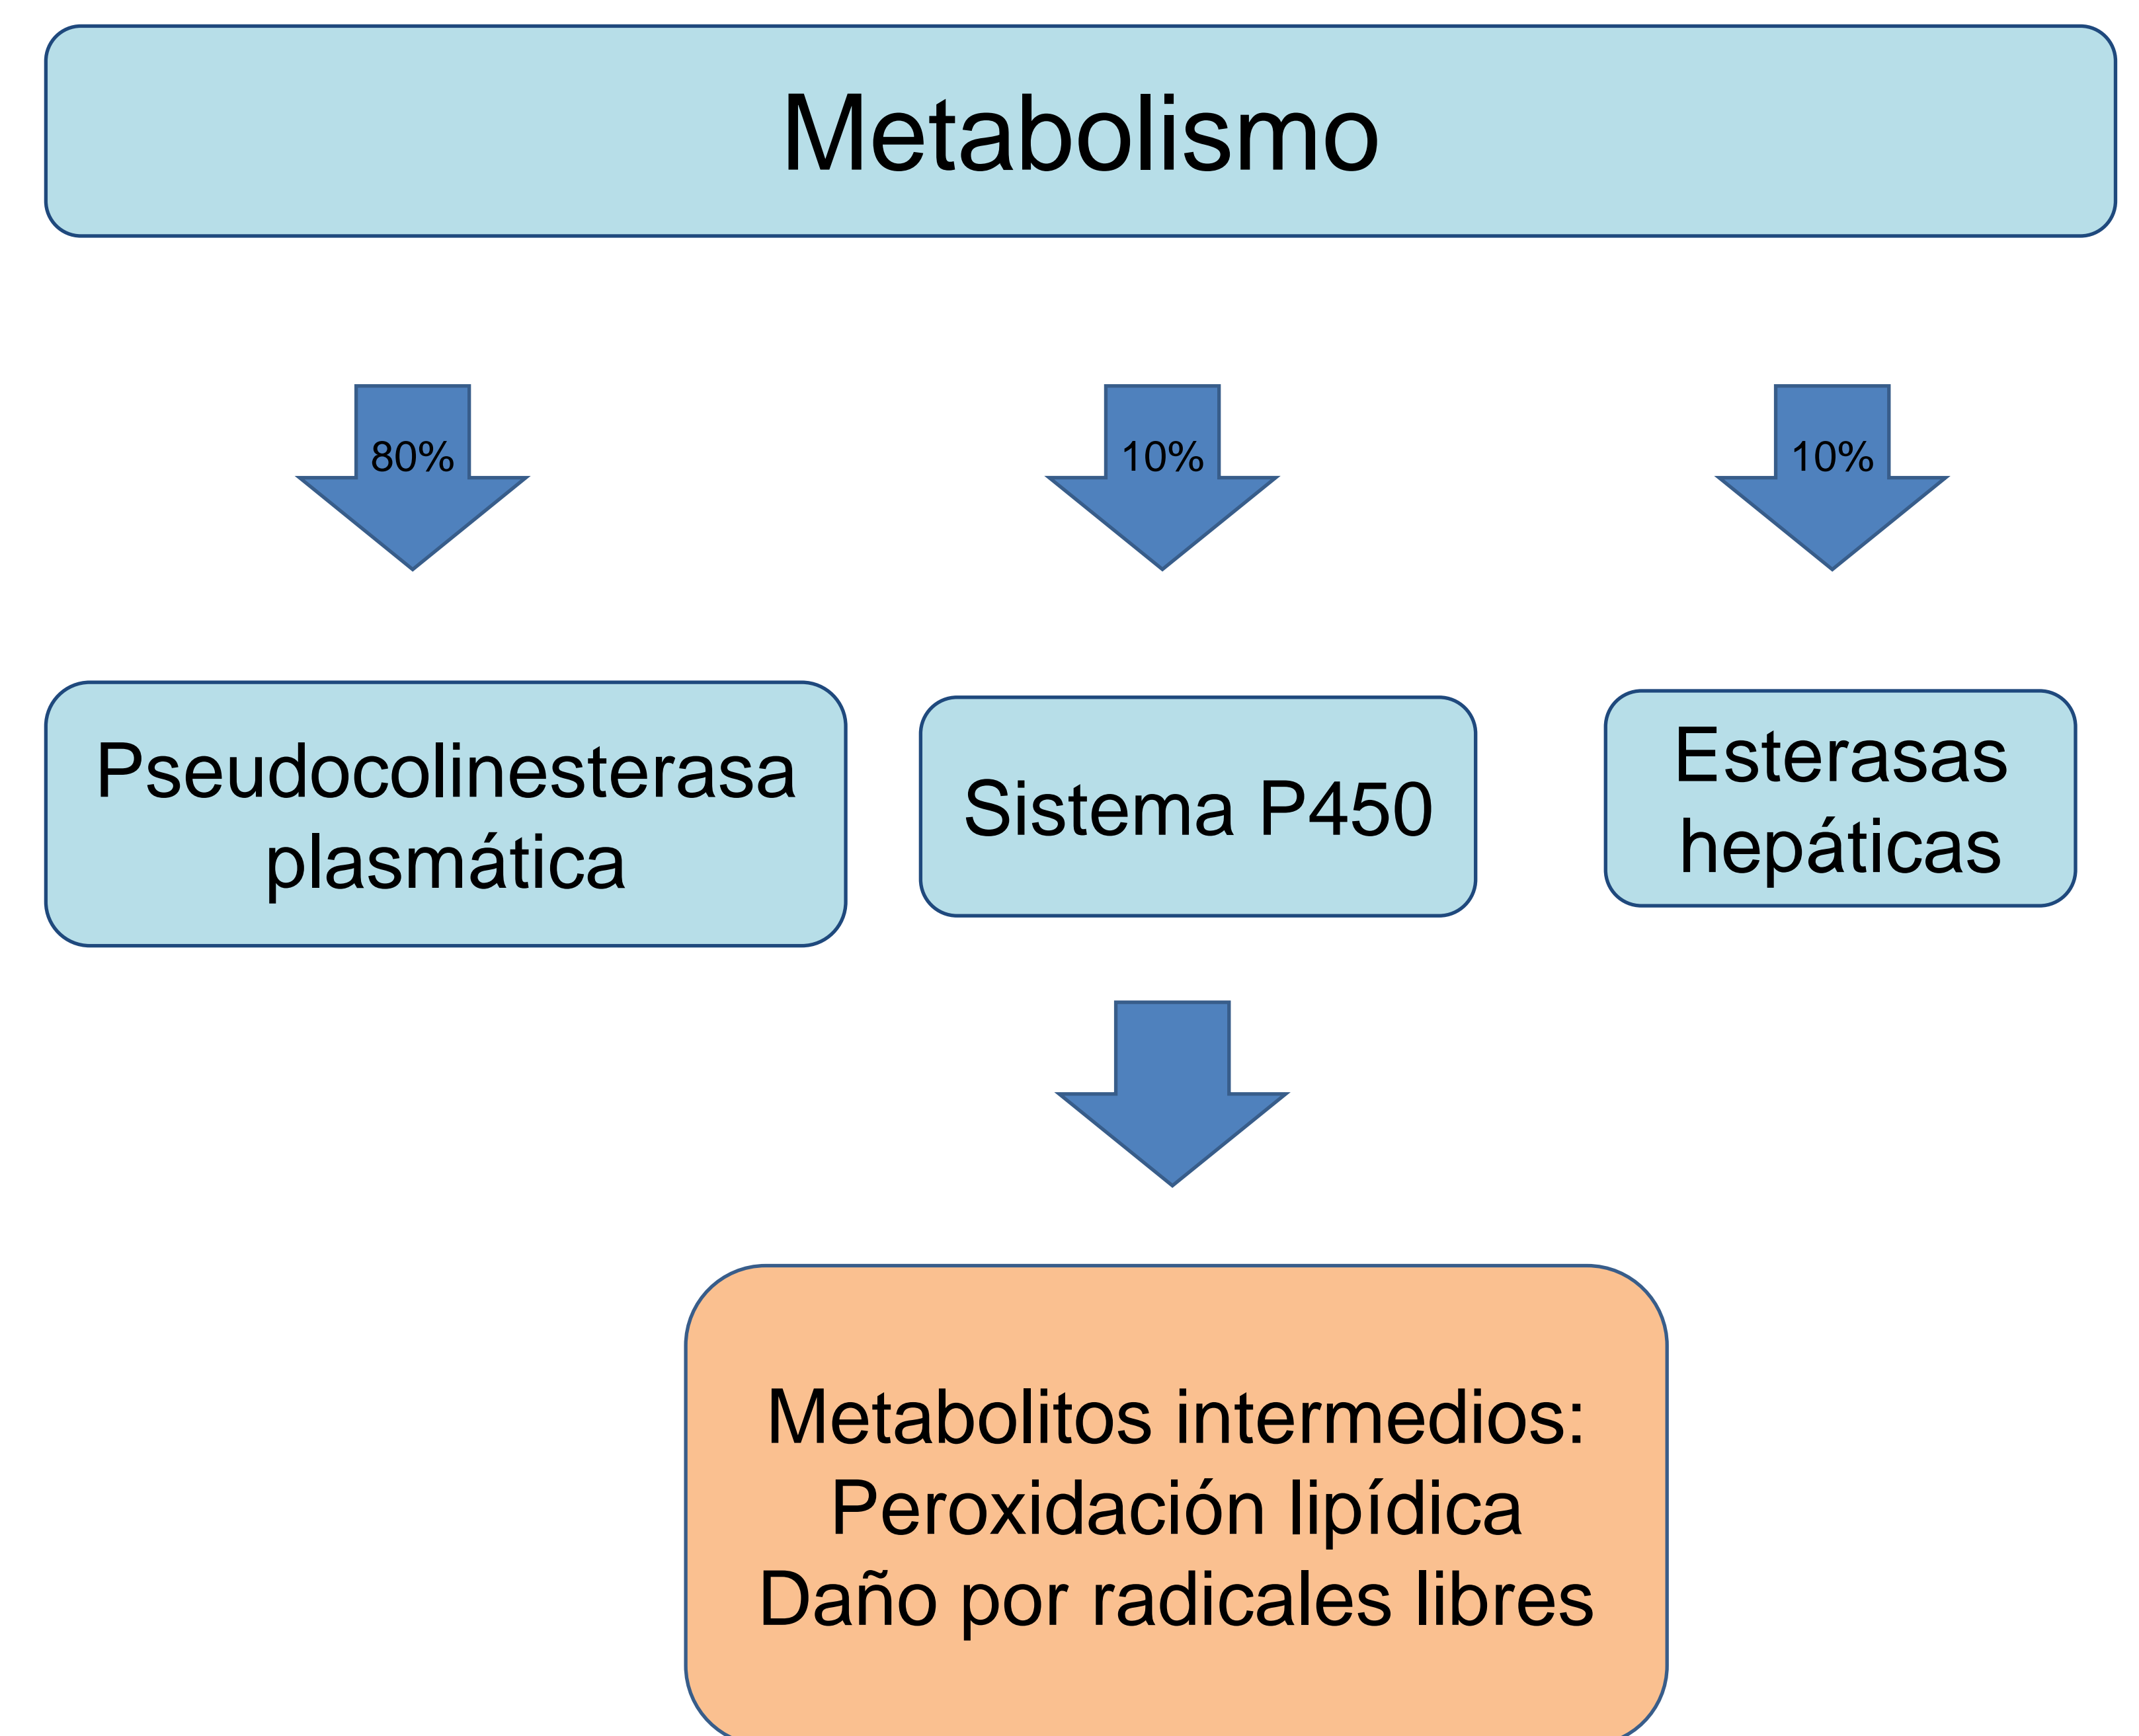 Metabolismo
80%
10%
10%
Pseudocolinesterasa
plasmática
Sistema P450
Esterasas
hepáticas
Metabolitos intermedios:
Peroxidación lipídica
Daño por radicales libres